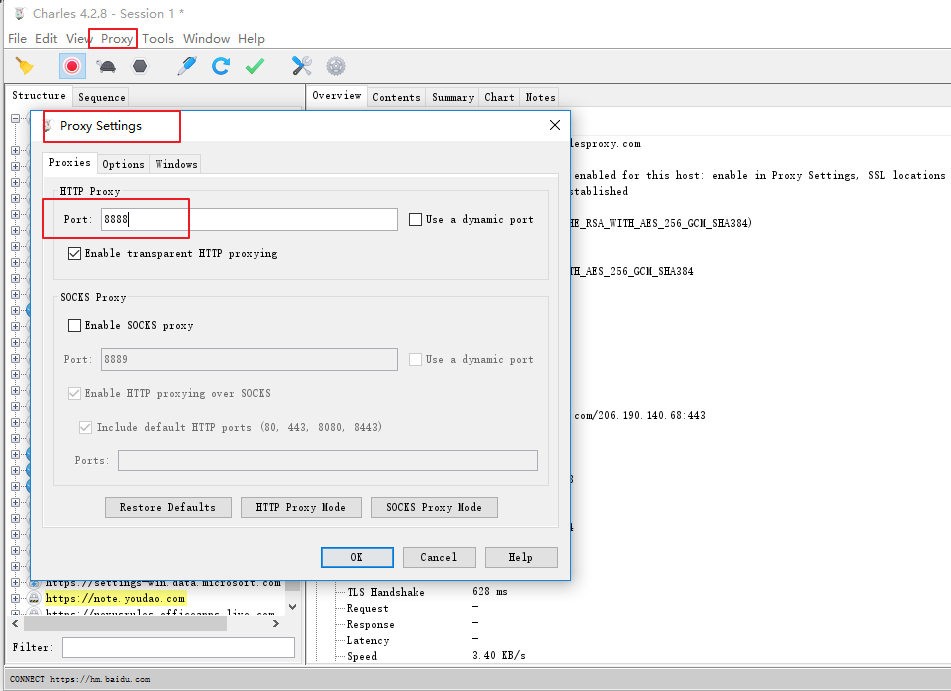 Charles 4.2.8 - Session 1 *
File Edit View Proxy Tools Window Help
Structure Sequence
Overview Contents Summary Chart Notes
Proxy Settings
Proxies Options Windows
HTTP Proxy
Port: 8888 Use a dynamic port
Enable transparent HTTP proxying
SOCKS Proxy
Enable SOCKS proxy
Port: 8889 Use a dynamic port
Enable HTTP proxying over SOCKS
Include default HTTP ports (80, 443, 8080, 8443)
Ports:
Restore Defaults HTTP Proxy Mode SOCKS Proxy Mode
OK Cancel Help
lesproxy.com
enabled for this host: enable in Proxy Settings, SSL locations
stablished
HE_RSA_WITH_AES_256_GCM_SHA384)
TH_AES_256_GCM_SHA384
com/206.190.140.68:443
https://settings-win.data.microsoft.com
https://note.youdao.com
https://nexusrules.officeapps.live.com
Filter:
TLS Handshake 628 ms
Request —
Response —
Latency —
Speed 3.40 KB/s
CONNECT https://hm.baidu.com